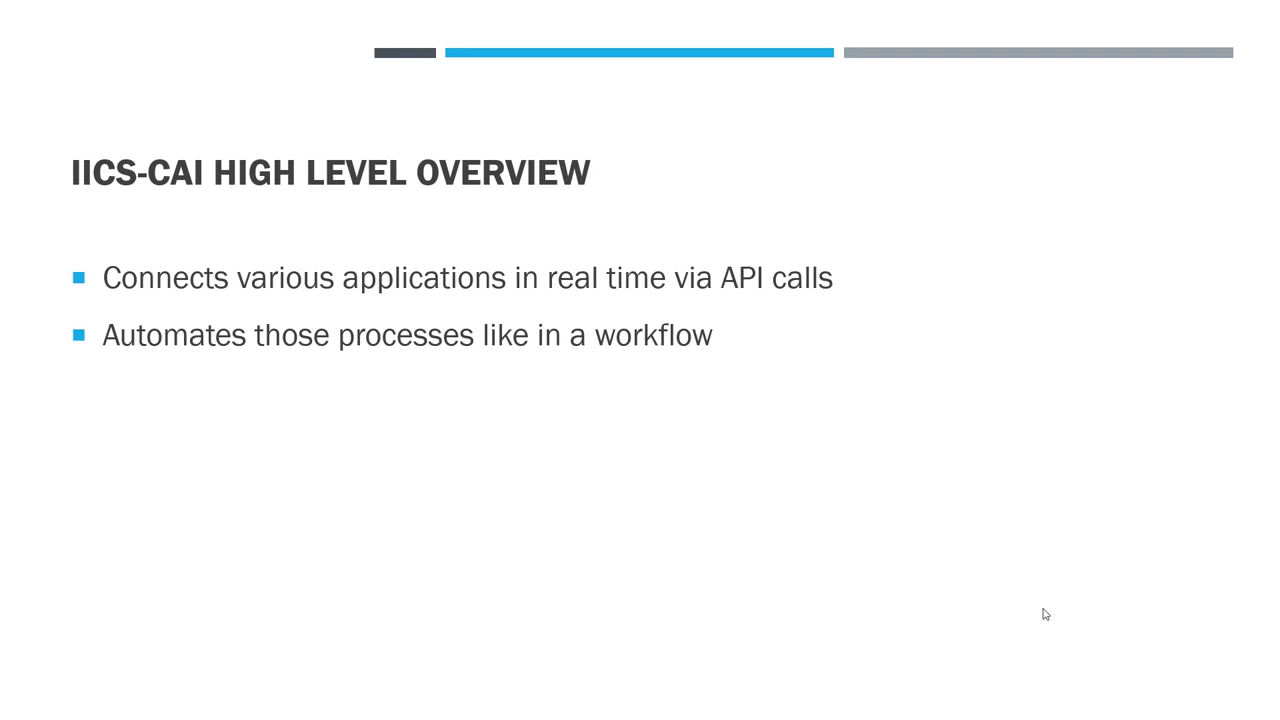 IICS-CAI HIGH LEVEL OVERVIEW
Connects various applications in real time via API calls
Automates those processes like in a workflow